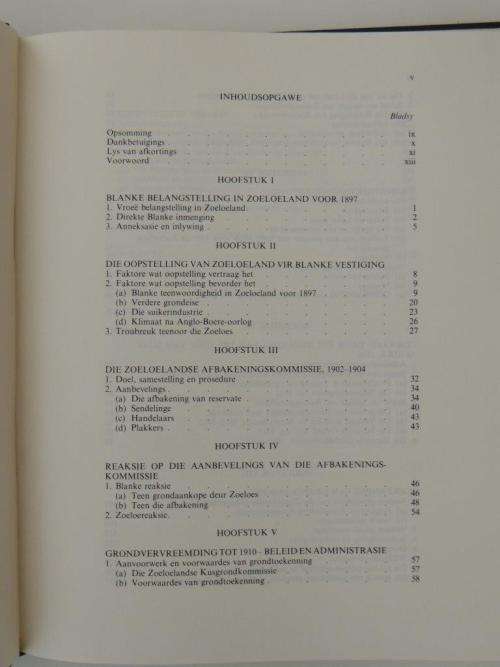 v
INHOUDSOPGAWE
Bladsy
Opsomming ix
Dankbetuigings x
Lys van afkortings xi
Voorwoord xiii
HOOFSTUK I
BLANKE BELANGSTELLING IN ZOELOELAND VOOR 1897
1. Vroeë belangstelling in Zoeloeland 1
2. Direkte Blanke inmenging 2
3. Anneksasie en inlywing 5
HOOFSTUK II
DIE OOPSTELLING VAN ZOELOELAND VIR BLANKE VESTIGING
1. Faktore wat oopstelling vertraag het 8
2. Faktore wat oopstelling bevorder het 9
(a) Blanke teenwoordigheid in Zoeloeland voor 1897 9
(b) Verdere grondeise 20
(c) Die suikerindustrie 23
(d) Klimaat na Anglo-Boere-oorlog 26
3. Troubreuk teenoor die Zoeloes 27
HOOFSTUK III
DIE ZOELOELANDSE AFBAKENINGSKOMMISSIE, 1902–1904
1. Doel, samestelling en prosedure 32
2. Aanbevelings 34
(a) Die afbakening van reservate 34
(b) Sendelinge 40
(c) Handelaars 43
(d) Plakkers 43
HOOFSTUK IV
REAKSIE OP DIE AANBEVELINGS VAN DIE AFBAKENINGS-
KOMMISSIE
1. Blanke reaksie 46
(a) Teen grondaankope deur Zoeloes 46
(b) Teen die afbakening 48
2. Zoeloereaksie 54
HOOFSTUK V
GRONDVERVREEMDING TOT 1910 - BELEID EN ADMINISTRASIE
1. Aanvoorwerk en voorwaardes van grondtoekenning 57
(a) Die Zoeloelandse Kusgrondkommissie 57
(b) Voorwaardes van grondtoekenning 58